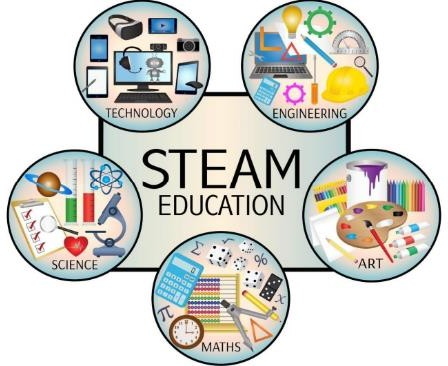 TECHNOLOGY
ENGINEERING
STEAM
EDUCATION
SCIENCE
ART
Σ √ %
π x
MATHS